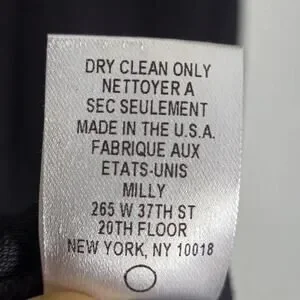 DRY CLEAN ONLY
NETTOYER A
SEC SEULEMENT
MADE IN THE U.S.A.
FABRIQUE AUX
ETATS-UNIS
MILLY
265 W 37TH ST
20TH FLOOR
NEW YORK, NY 10018